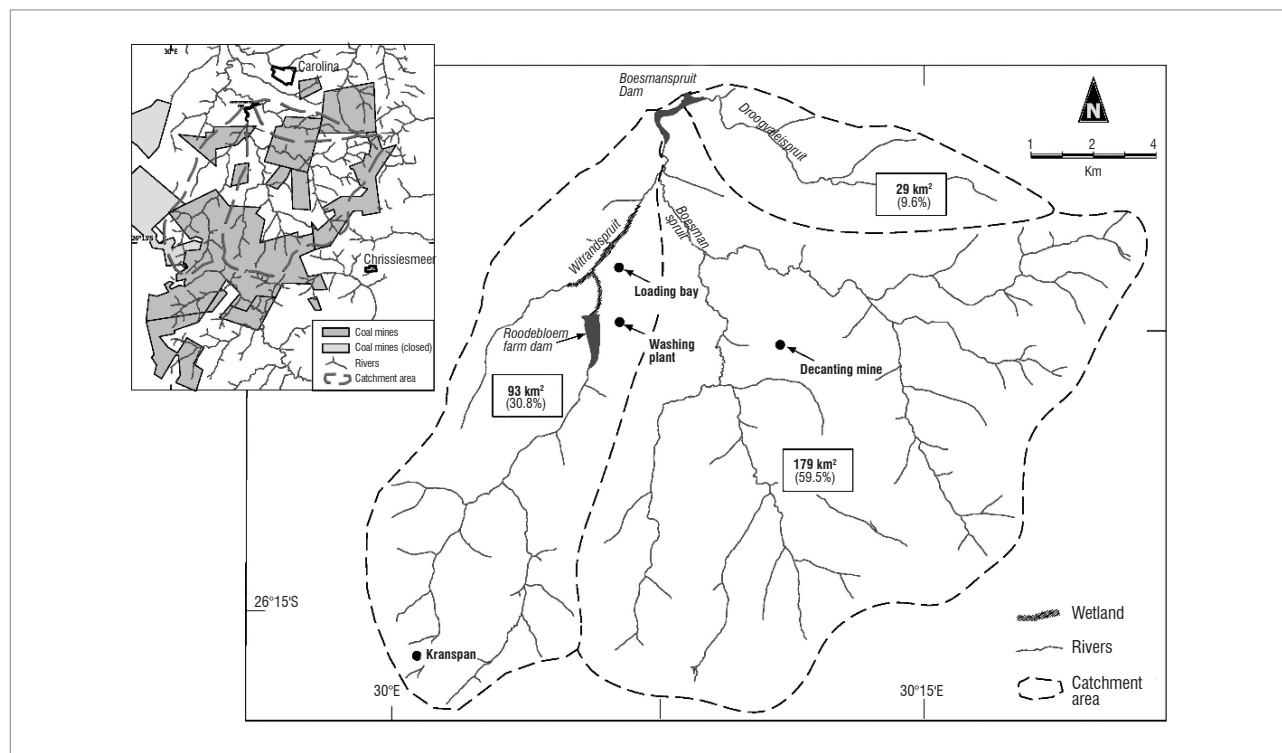 30°E
Carolina
26°15'S
Chrissiesmeer
Coal mines
Coal mines (closed)
Rivers
Catchment area
Boesmanspruit
Dam
Droogvaleispruit
N
1 2 4
Km
29 km²
(9.6%)
Witrandspruit
Boesman
spruit
Loading bay
Roodebloem
farm dam
Washing
plant
Decanting mine
93 km²
(30.8%)
179 km²
(59.5%)
26°15'S
Kranspan
30°E
30°15'E
Wetland
Rivers
Catchment
area